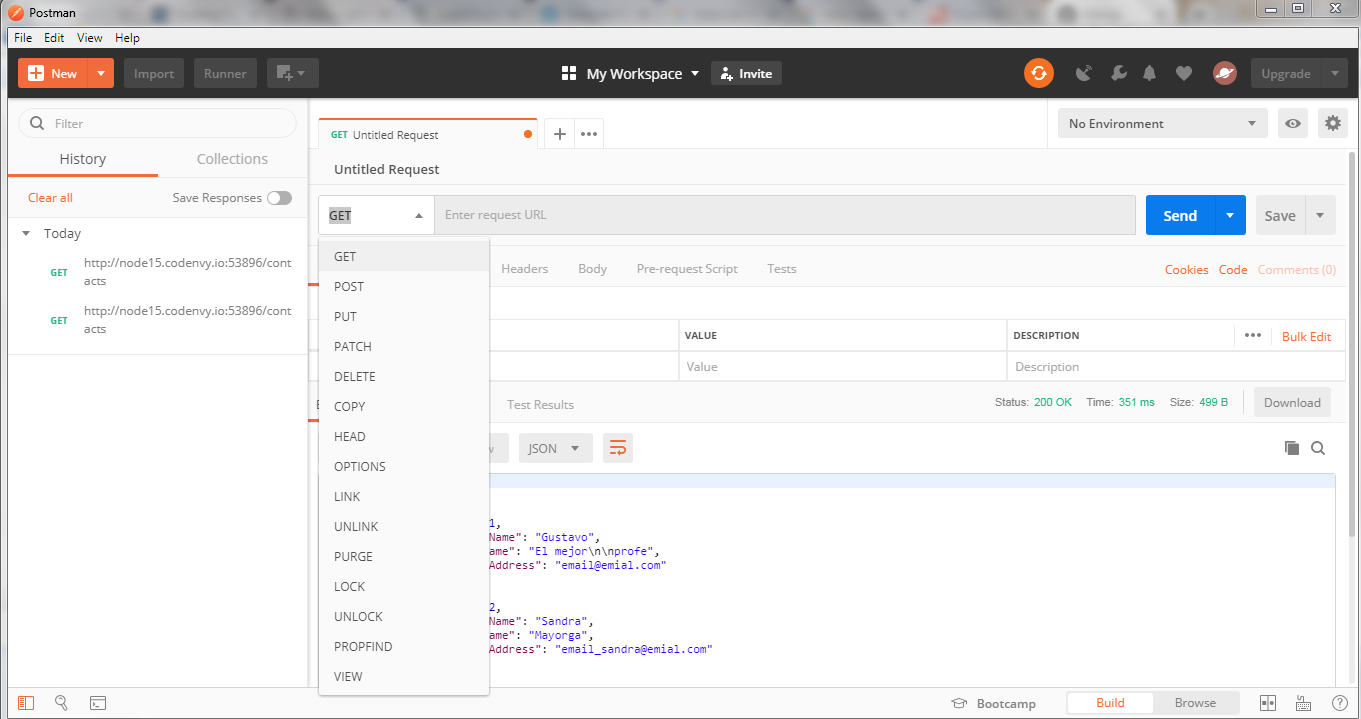 Postman
File Edit View Help
New Import Runner My Workspace Invite Upgrade
Filter
History Collections
Clear all Save Responses
Today
GET http://node15.codenvy.io:53896/cont
acts
GET http://node15.codenvy.io:53896/cont
acts
GET Untitled Request
No Environment
Untitled Request
GET Enter request URL Send Save
Headers Body Pre-request Script Tests Cookies Code Comments (0)
VALUE DESCRIPTION Bulk Edit
Value Description
Test Results Status: 200 OK Time: 351 ms Size: 499 B Download
JSON
GET
POST
PUT
PATCH
DELETE
COPY
HEAD
OPTIONS
LINK
UNLINK
PURGE
LOCK
UNLOCK
PROPFIND
VIEW
1,
Name": "Gustavo",
ame": "El mejor\n\nprofe",
Address": "email@emial.com"
2,
Name": "Sandra",
ame": "Mayorga",
Address": "email_sandra@emial.com"
Bootcamp Build Browse